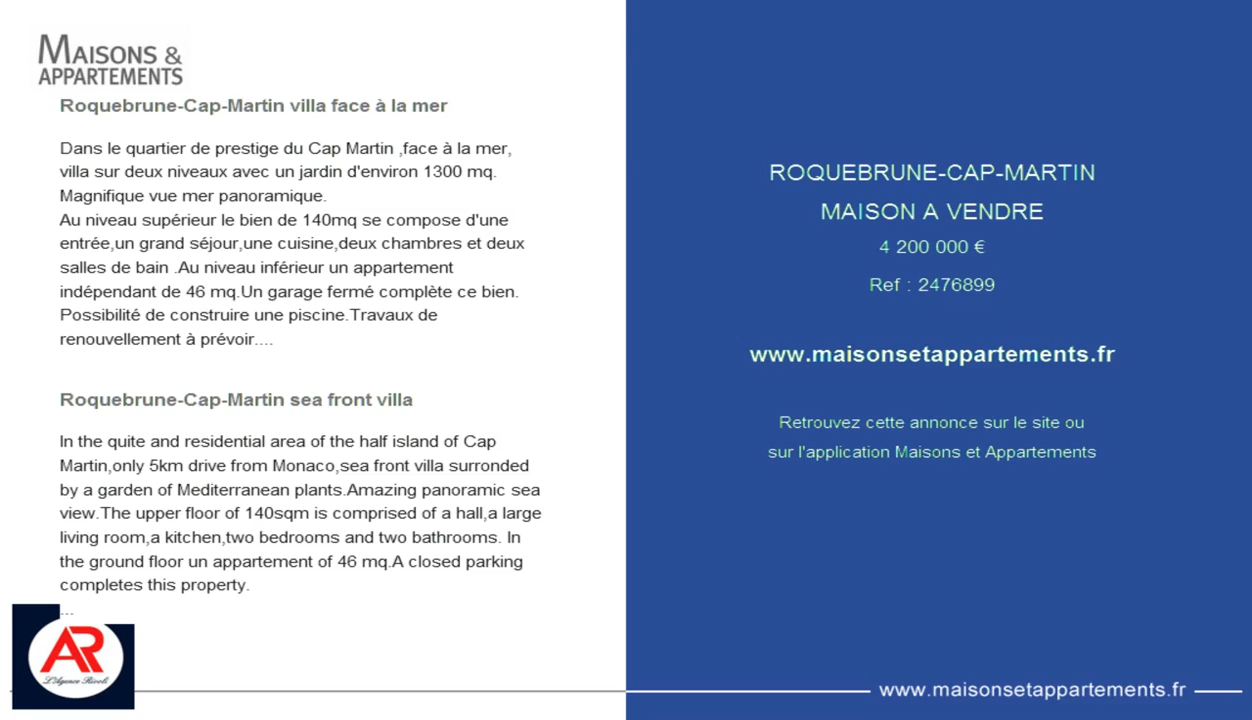 MAISONS &
APPARTEMENTS
Roquebrune-Cap-Martin villa face à la mer
Dans le quartier de prestige du Cap Martin ,face à la mer,
villa sur deux niveaux avec un jardin d'environ 1300 mq.
Magnifique vue mer panoramique.
Au niveau supérieur le bien de 140mq se compose d'une
entrée,un grand séjour,une cuisine,deux chambres et deux
salles de bain .Au niveau inférieur un appartement
indépendant de 46 mq.Un garage fermé complète ce bien.
Possibilité de construire une piscine.Travaux de
renouvellement à prévoir....
Roquebrune-Cap-Martin sea front villa
In the quite and residential area of the half island of Cap
Martin,only 5km drive from Monaco,sea front villa surronded
by a garden of Mediterranean plants.Amazing panoramic sea
view.The upper floor of 140sqm is comprised of a hall,a large
living room,a kitchen,two bedrooms and two bathrooms. In
the ground floor un appartement of 46 mq.A closed parking
completes this property.
...
AR
L'Agence Rivoli
ROQUEBRUNE-CAP-MARTIN
MAISON A VENDRE
4 200 000 €
Ref : 2476899
www.maisonsetappartements.fr
Retrouvez cette annonce sur le site ou
sur l'application Maisons et Appartements
www.maisonsetappartements.fr